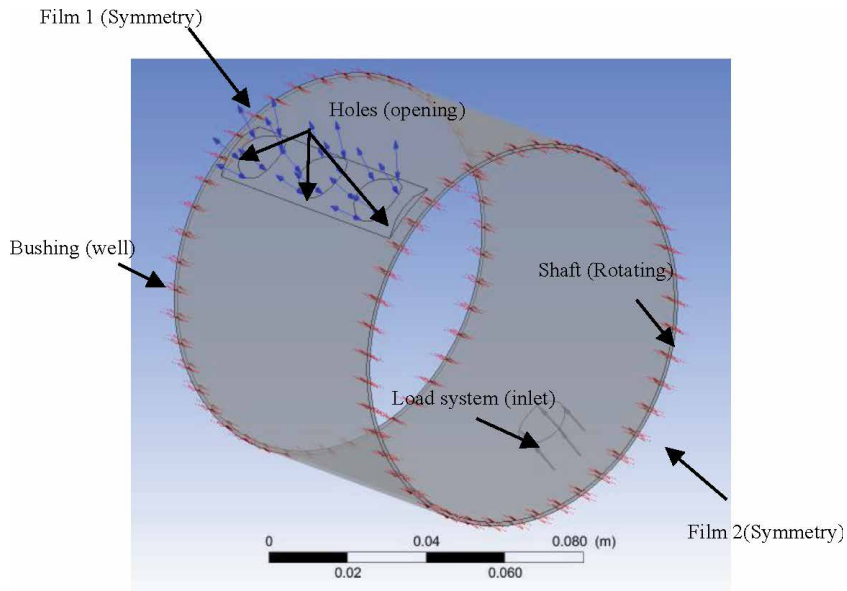 Film 1 (Symmetry)
Holes (opening)
Bushing (well)
Shaft (Rotating)
Load system (inlet)
Film 2(Symmetry)
0 0.04 0.080 (m)
0.02 0.060